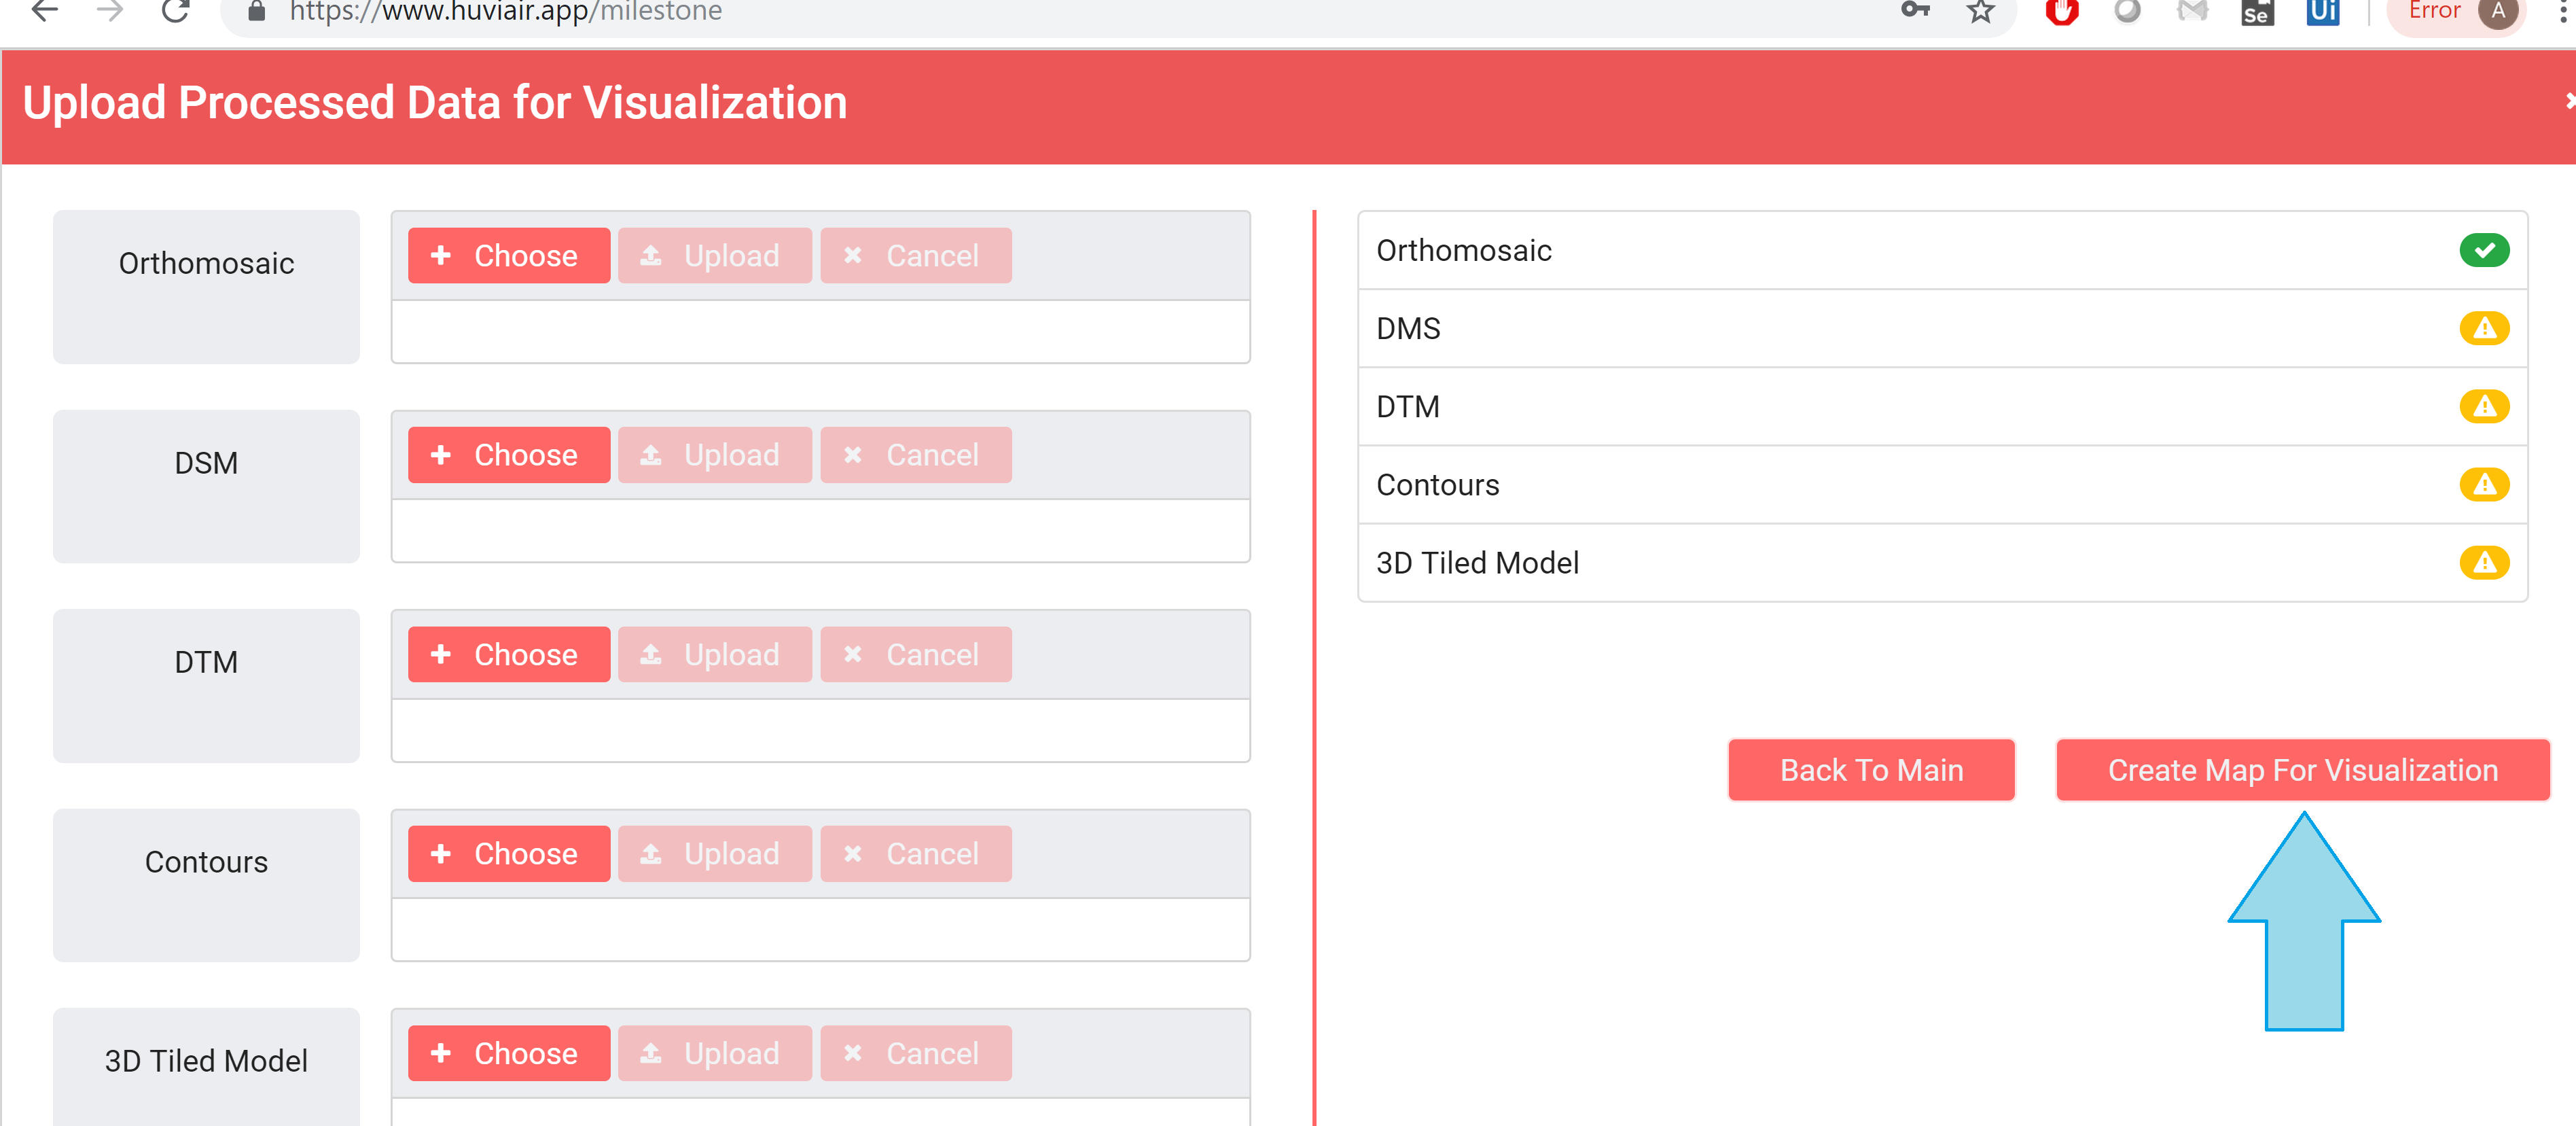 https://www.huviair.app/milestone
Se
Ui
Error
A
Upload Processed Data for Visualization
Orthomosaic
Choose Upload Cancel
DSM
Choose Upload Cancel
DTM
Choose Upload Cancel
Contours
Choose Upload Cancel
3D Tiled Model
Choose Upload Cancel
Orthomosaic
DMS
DTM
Contours
3D Tiled Model
Back To Main
Create Map For Visualization